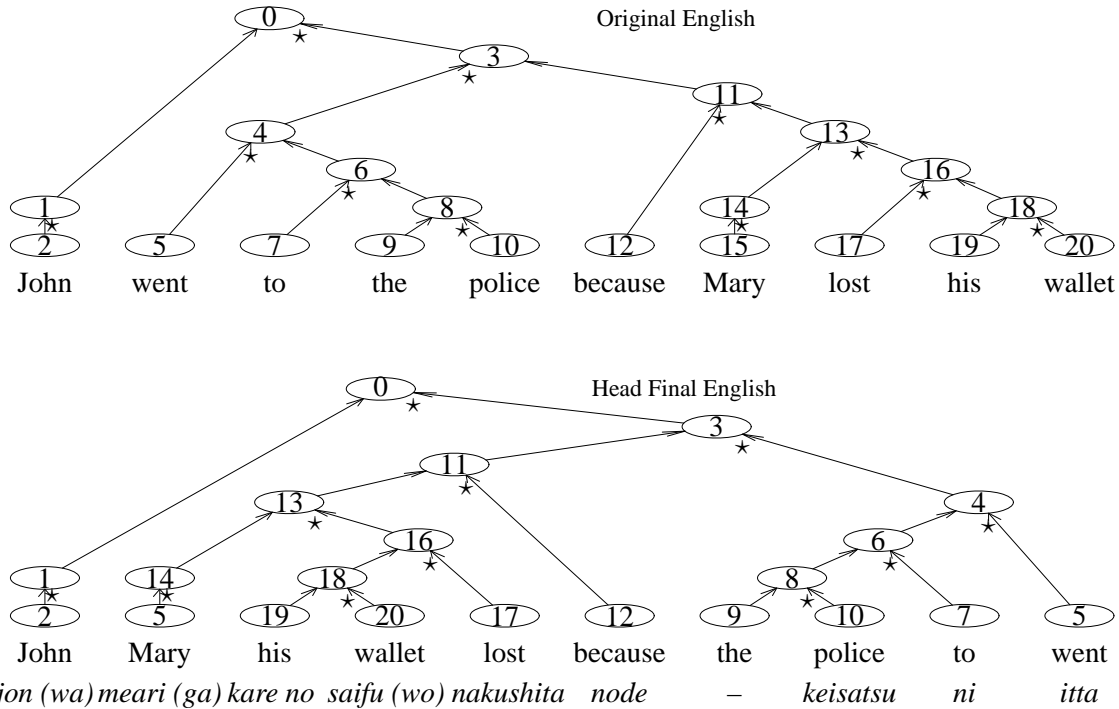 0 Original English
3
11
4 13
6 16
1 8 14 18
2 5 7 9 10 12 15 17 19 20
John went to the police because Mary lost his wallet
0 Head Final English
3
11
13 4
16 6
1 14 18 8
2 5 19 20 17 12 9 10 7 5
John Mary his wallet lost because the police to went
jon (wa) meari (ga) kare no saifu (wo) nakushita node – keisatsu ni itta